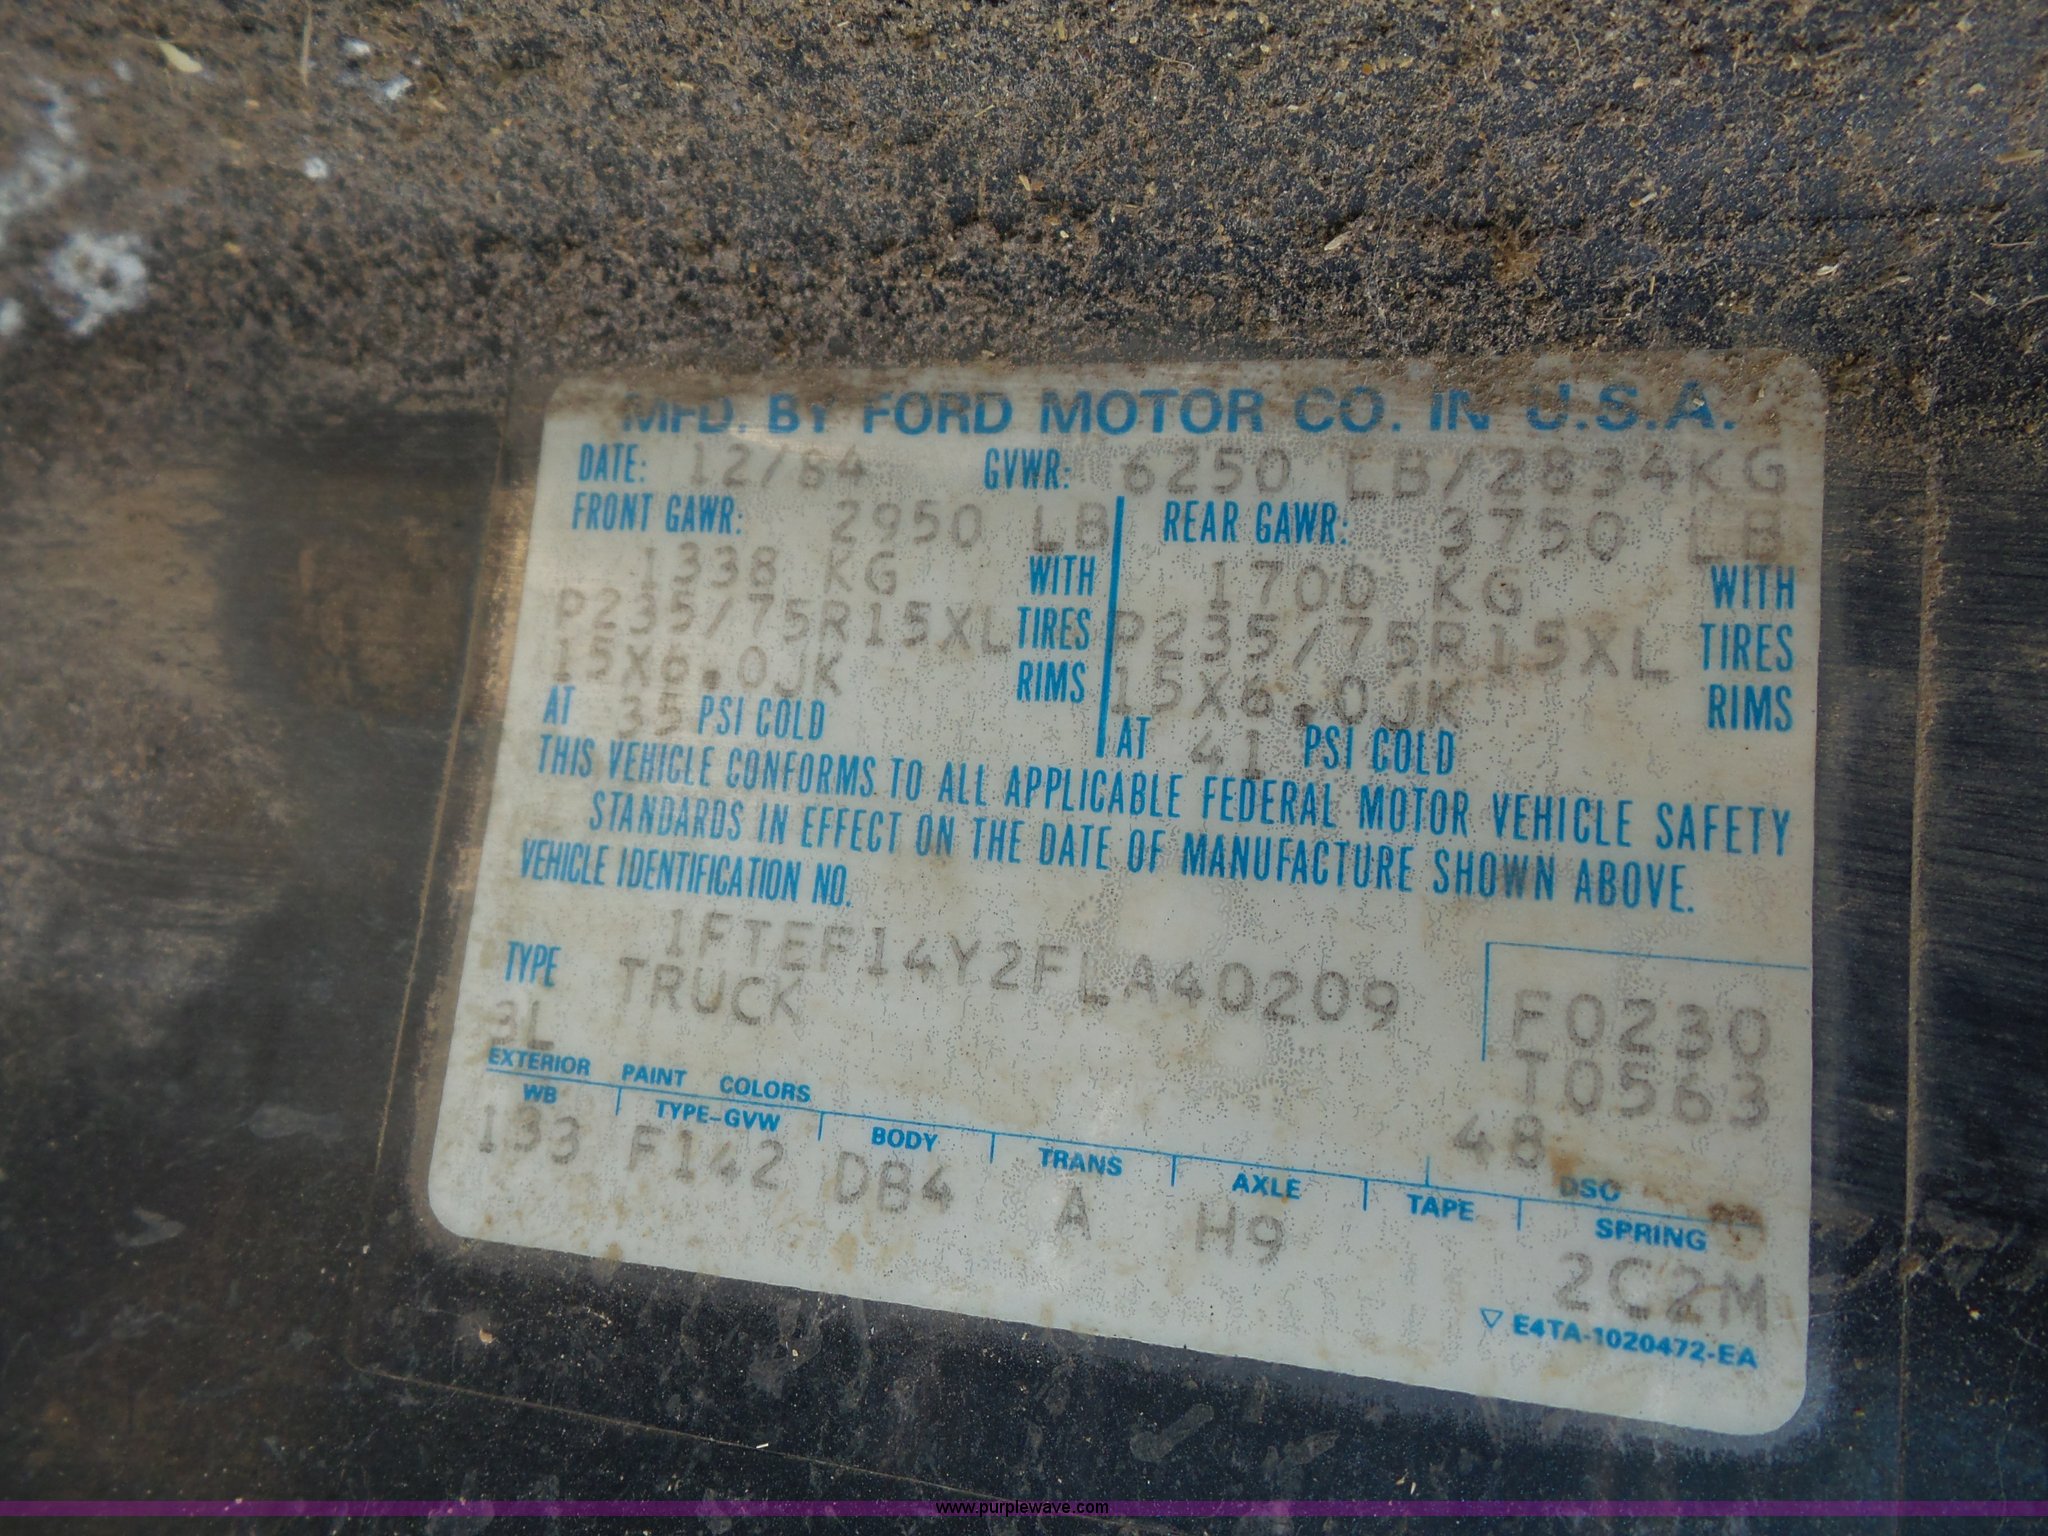 MFD. BY FORD MOTOR CO. IN U.S.A.
DATE: 12/84 GVWR: 6250 LB/2834KG
FRONT GAWR: 2950 LB REAR GAWR: 3750 LB
1338 KG WITH 1700 KG WITH
P235/75R15XL TIRES P235/75R15XL TIRES
15X6.0JK RIMS 15X6.0JK RIMS
AT 35 PSI COLD AT 41 PSI COLD
THIS VEHICLE CONFORMS TO ALL APPLICABLE FEDERAL MOTOR VEHICLE SAFETY
STANDARDS IN EFFECT ON THE DATE OF MANUFACTURE SHOWN ABOVE.
VEHICLE IDENTIFICATION NO.
1FTEF14Y2FLA40209
TYPE TRUCK
F0230
3L T0563
EXTERIOR PAINT COLORS 48 DSO
WB TYPE-GVW BODY TRANS AXLE TAPE SPRING
133 F142 DB4 A H9 2C2M
▽ E4TA-1020472-EA
www.purplewave.com